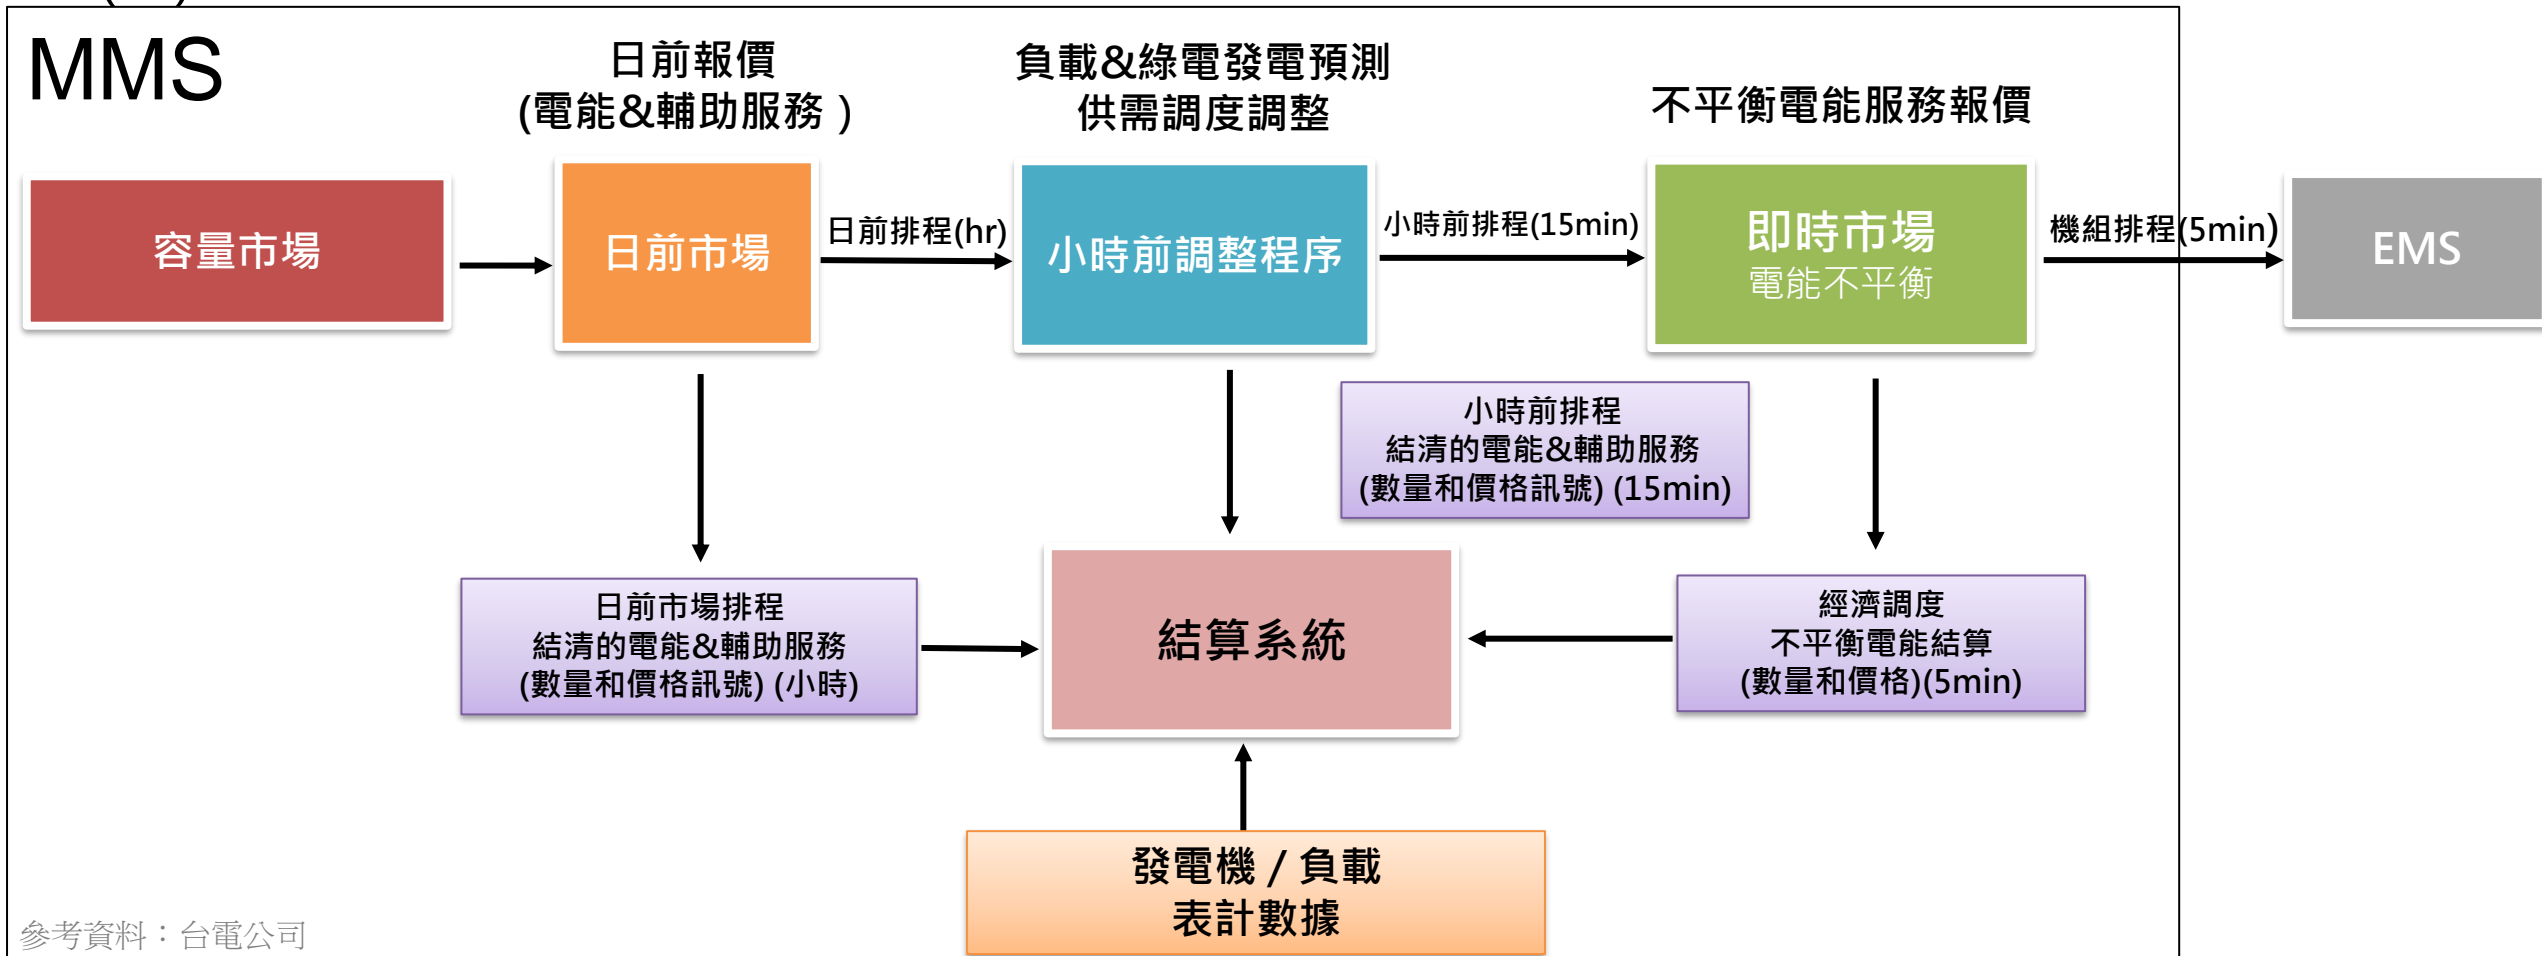 MMS
日前報價
(電能&輔助服務 )
負載&綠電發電預測
供需調度調整
不平衡電能服務報價
容量市場
日前市場
日前排程(hr)
小時前調整程序
小時前排程(15min)
即時市場
電能不平衡
機組排程(5min)
EMS
小時前排程
結清的電能&輔助服務
(數量和價格訊號) (15min)
日前市場排程
結清的電能&輔助服務
(數量和價格訊號) (小時)
結算系統
經濟調度
不平衡電能結算
(數量和價格)(5min)
發電機 / 負載
表計數據
參考資料：台電公司